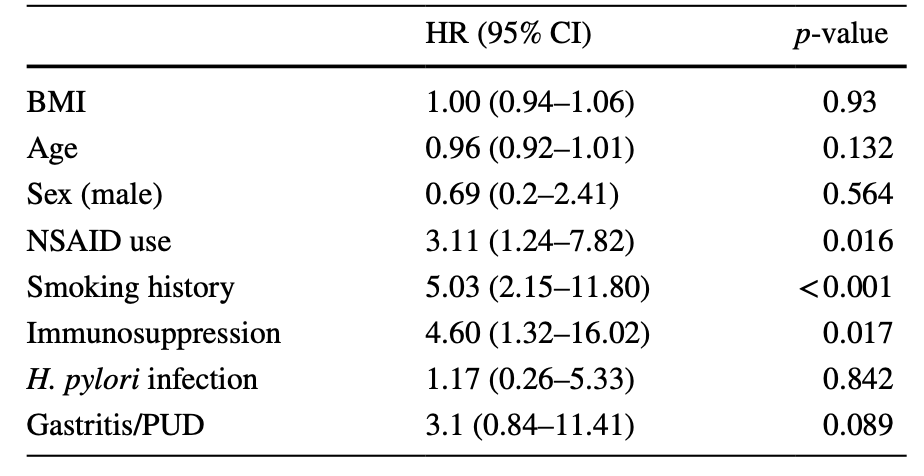 HR (95% CI) p-value
BMI 1.00 (0.94–1.06) 0.93
Age 0.96 (0.92–1.01) 0.132
Sex (male) 0.69 (0.2–2.41) 0.564
NSAID use 3.11 (1.24–7.82) 0.016
Smoking history 5.03 (2.15–11.80) <0.001
Immunosuppression 4.60 (1.32–16.02) 0.017
H. pylori infection 1.17 (0.26–5.33) 0.842
Gastritis/PUD 3.1 (0.84–11.41) 0.089